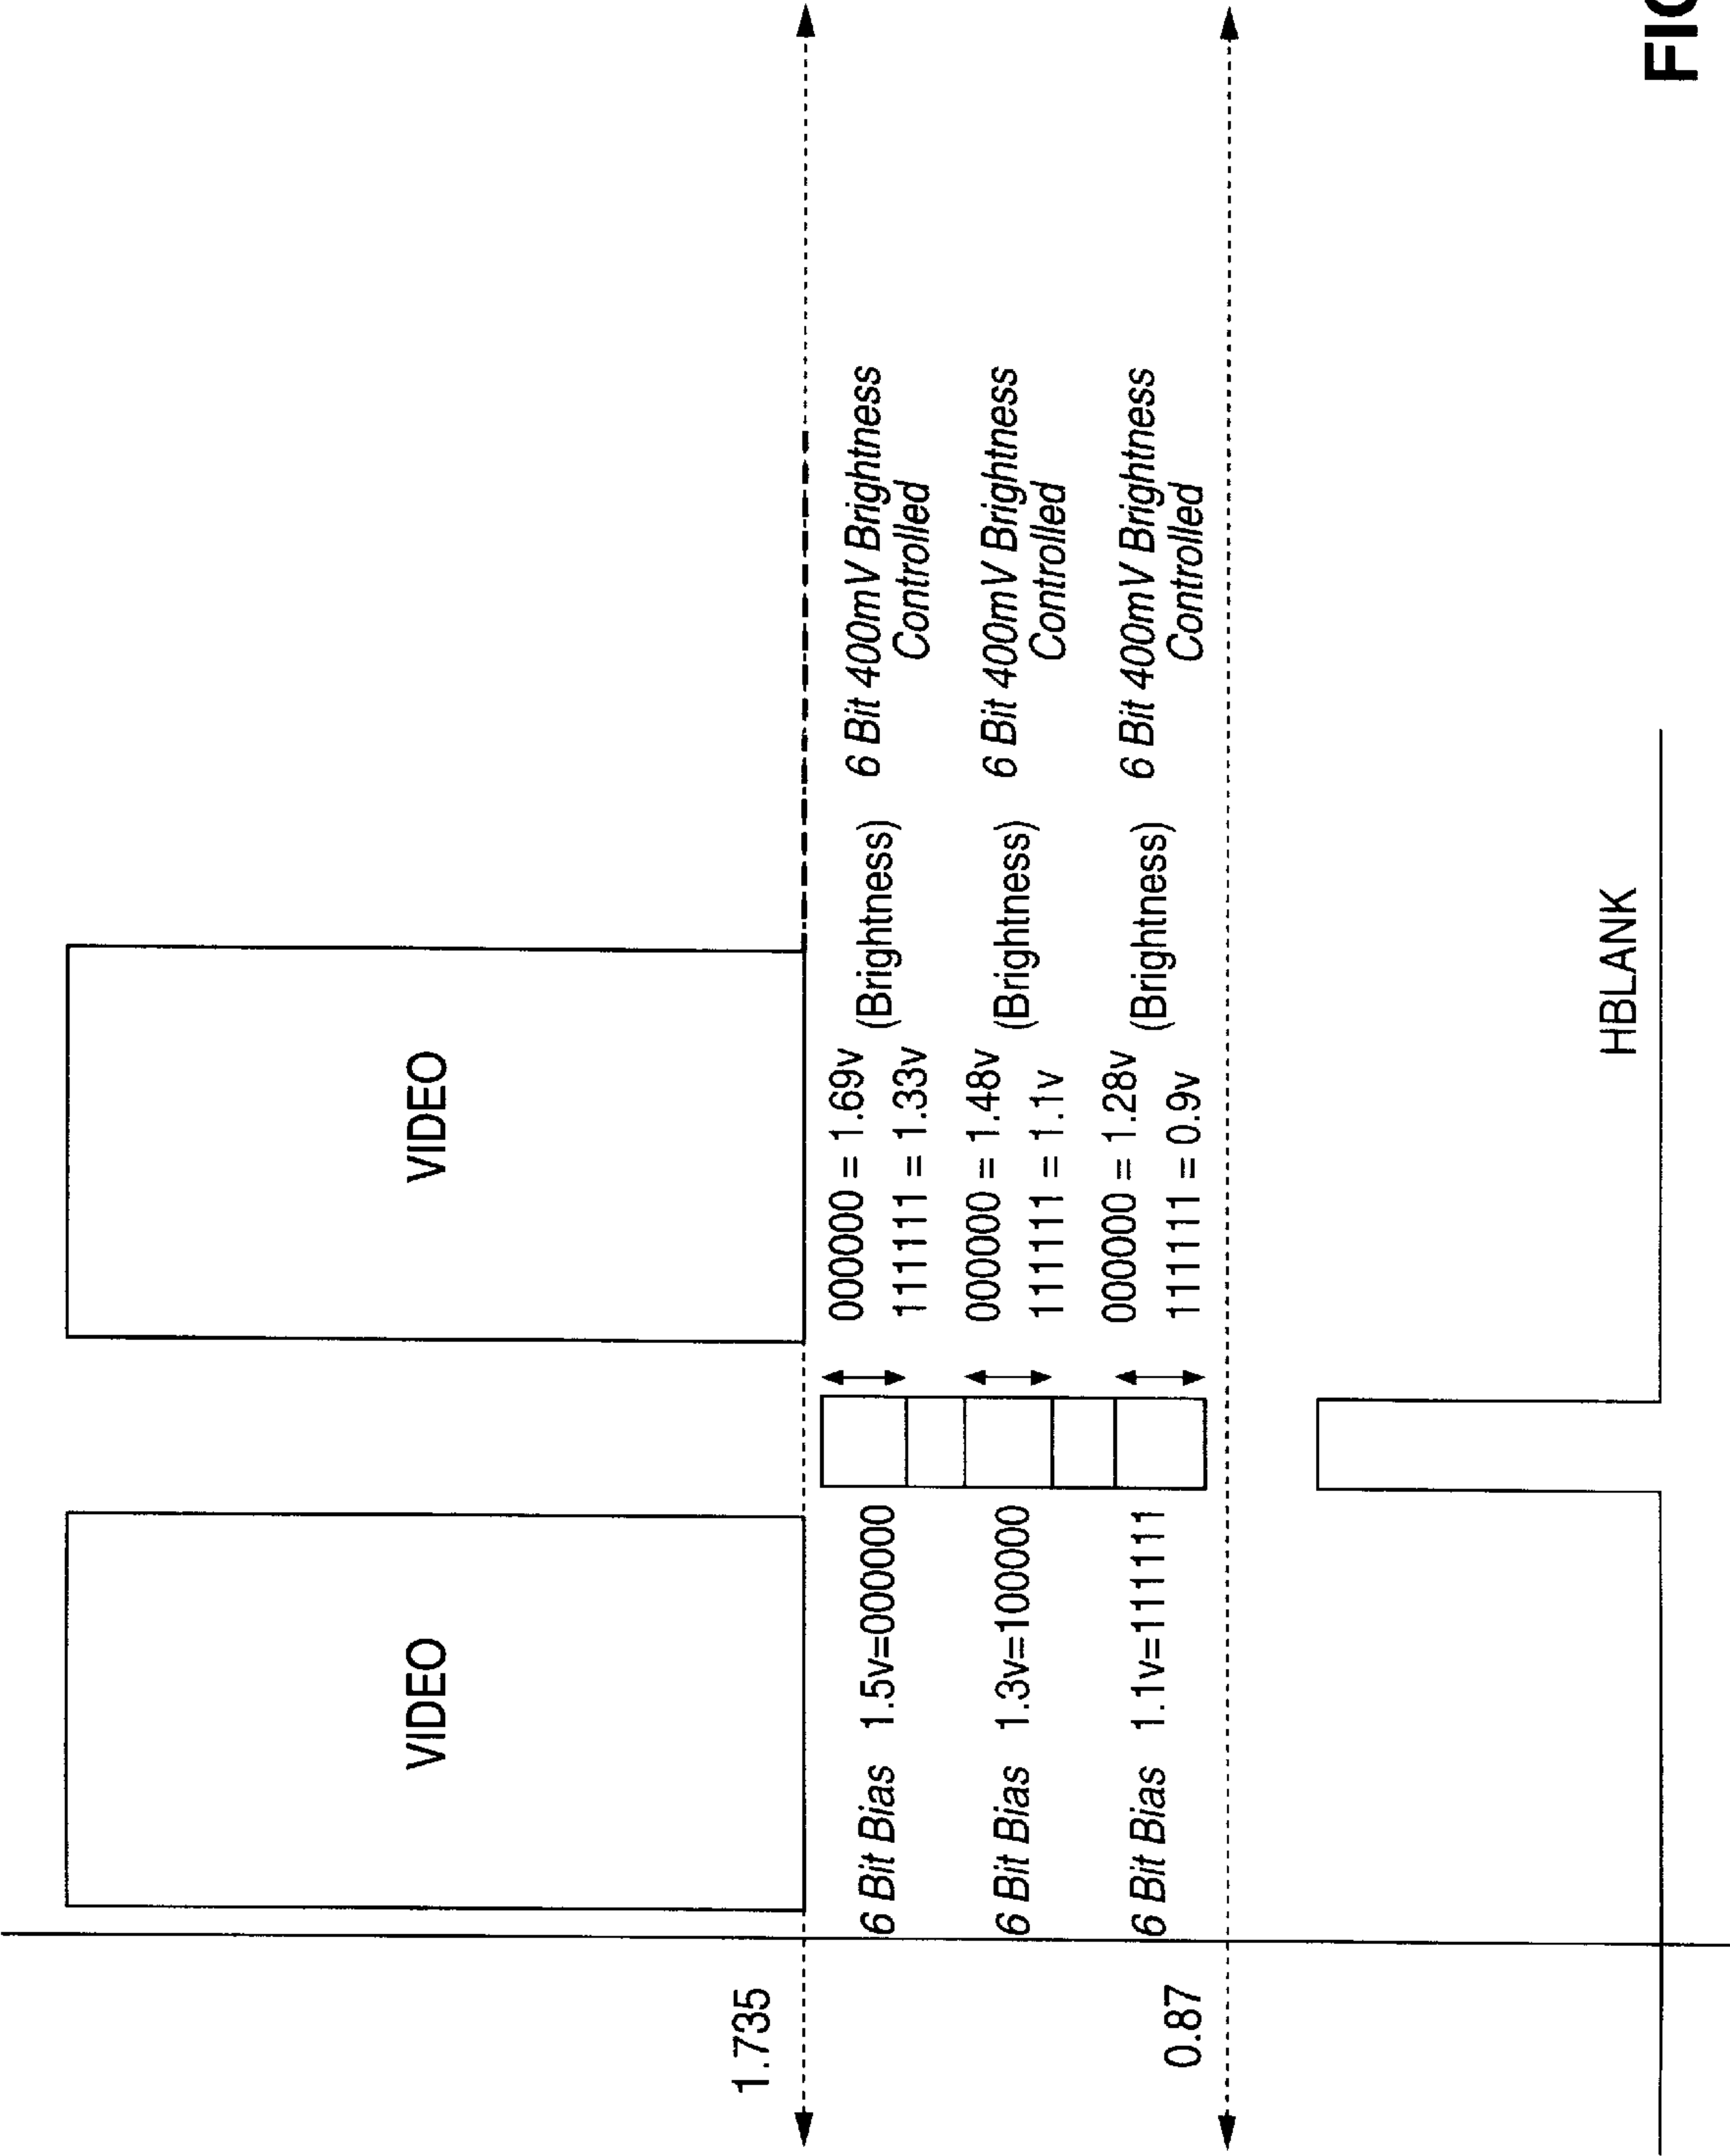 VIDEO
VIDEO
1.735
6 Bit Bias 1.5v=000000
000000 = 1.69v
111111 = 1.33v
(Brightness)
6 Bit 400mV Brightness
Controlled
6 Bit Bias 1.3v=100000
000000 = 1.48v
111111 = 1.1v
(Brightness)
6 Bit 400mV Brightness
Controlled
6 Bit Bias 1.1v=111111
000000 = 1.28v
111111 = 0.9v
(Brightness)
6 Bit 400mV Brightness
Controlled
0.87
HBLANK